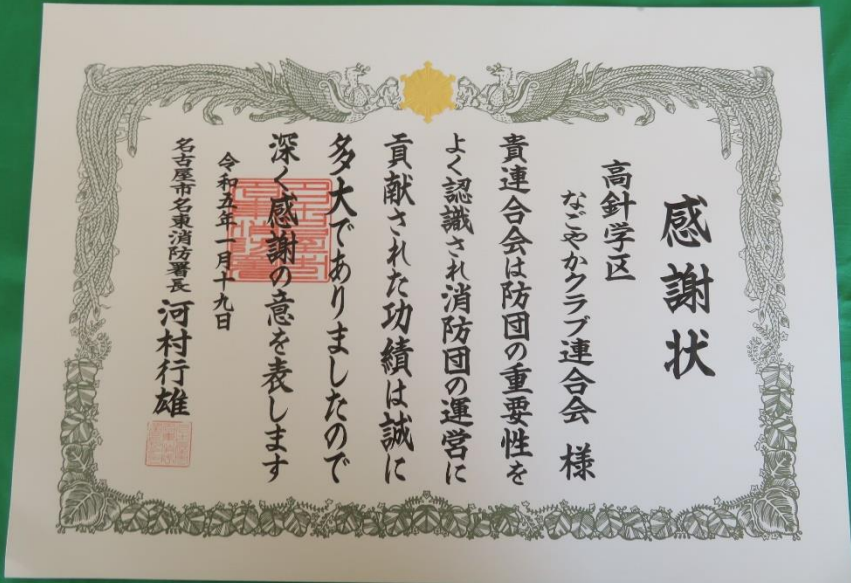 感謝状
高針学区
なごやかクラブ連合会 様
貴連合会は防団の重要性を
よく認識され消防団の運営に
貢献された功績は誠に
多大でありましたので
深く感謝の意を表します
令和五年一月十九日
名古屋市名東消防署長 河村行雄